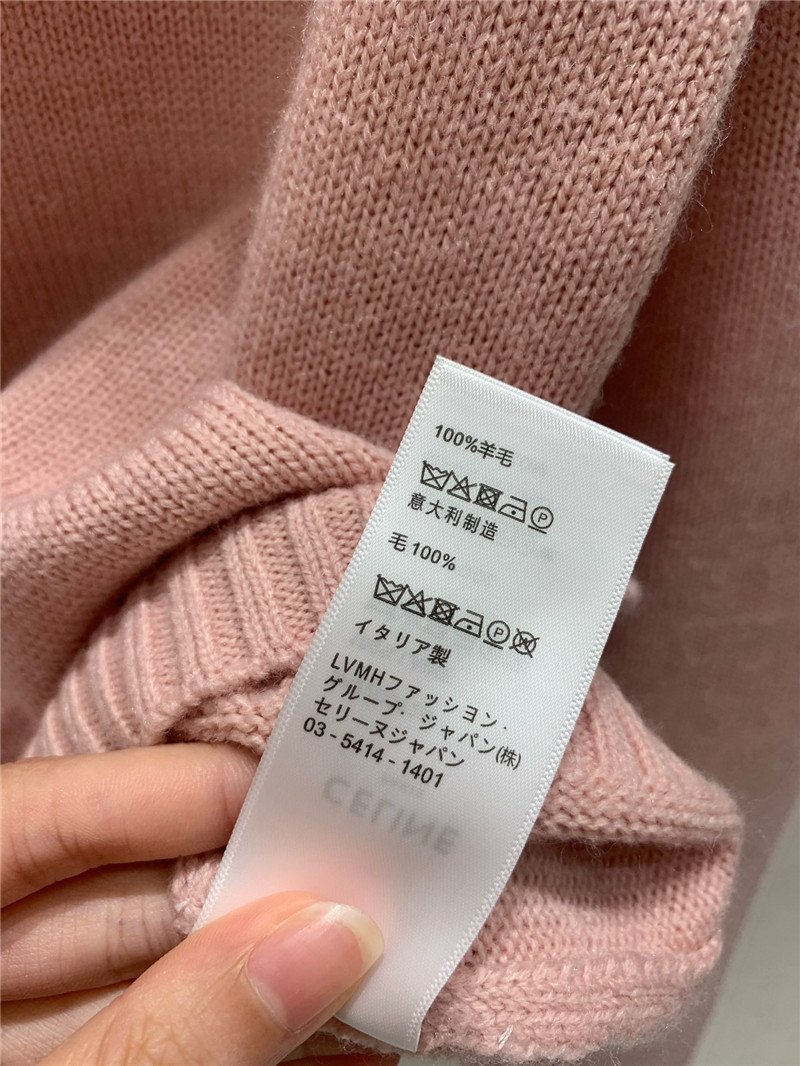 100%羊毛
P
意大利制造
毛 100%
P W
イタリア製
LVMHファッション.
グループ. ジャパン(株)
セリーヌジャパン
03 - 5414 - 1401
CELINE